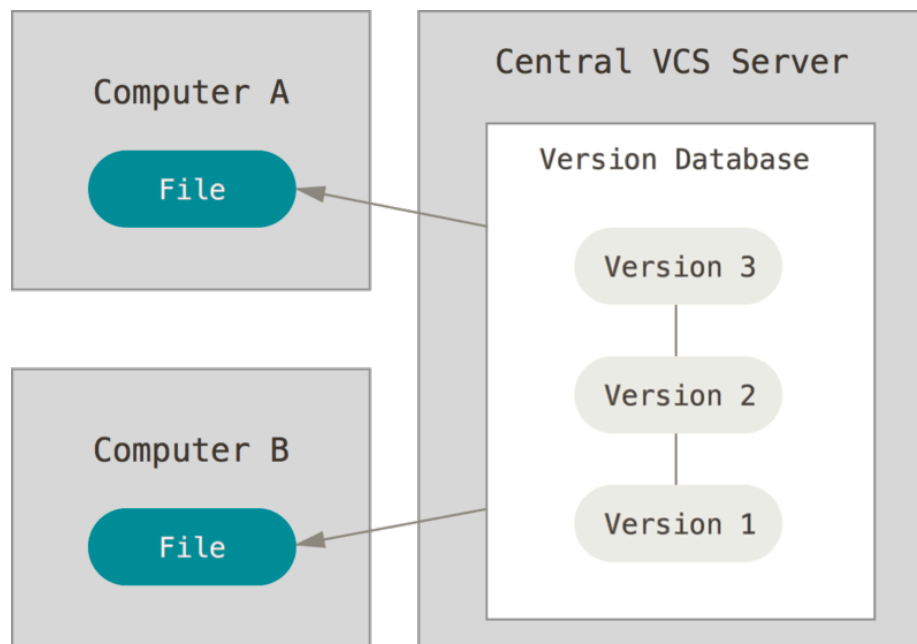 Computer A
File
Computer B
File
Central VCS Server
Version Database
Version 3
Version 2
Version 1